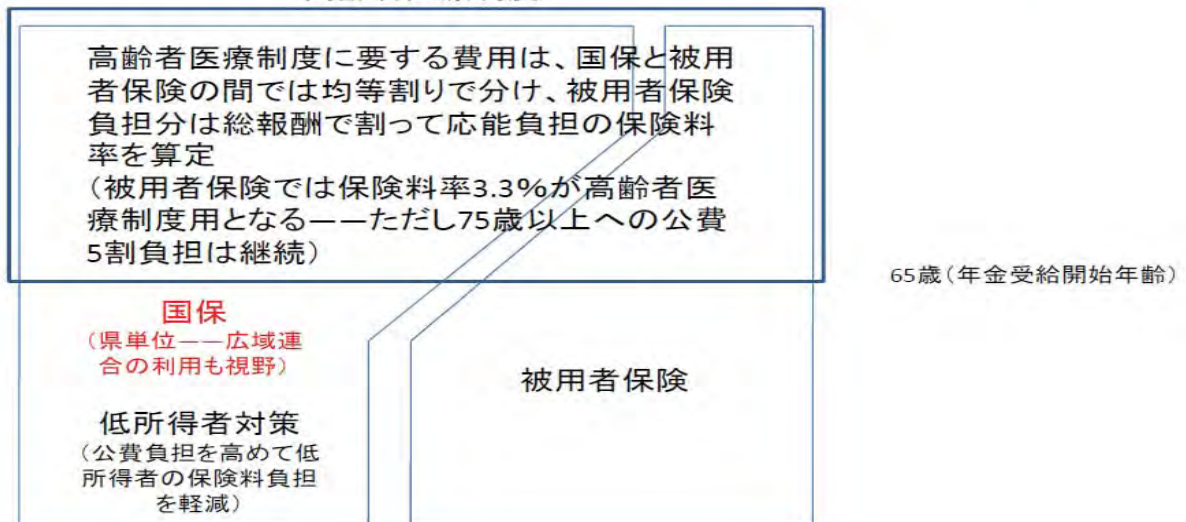 高齢者医療制度に要する費用は、国保と被用
者保険の間では均等割りで分け、被用者保険
負担分は総報酬で割って応能負担の保険料
率を算定
（被用者保険では保険料率3.3%が高齢者医
療制度用となる――ただし75歳以上への公費
5割負担は継続）
65歳（年金受給開始年齢）
国保
（県単位――広域連
合の利用も視野）
被用者保険
低所得者対策
（公費負担を高めて低
所得者の保険料負担
を軽減）